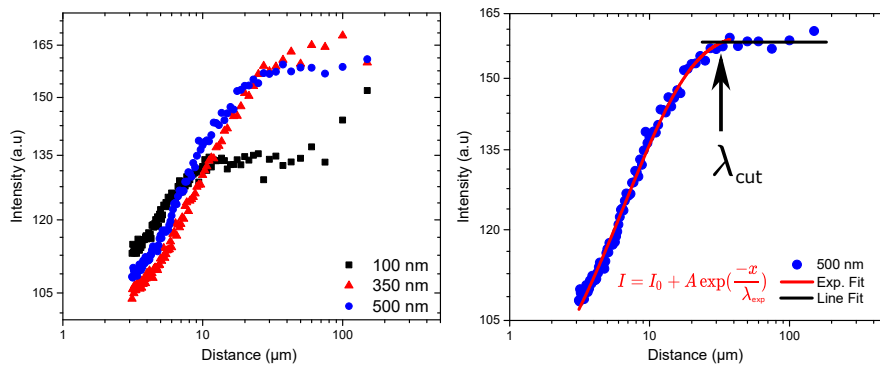 165
150
135
120
105
Intensity (a.u)
1
10
100
Distance (µm)
100 nm
350 nm
500 nm
165
150
135
120
105
Intensity (a.u)
1
10
100
Distance (µm)
λcut
I = I₀ + A exp(-x/λexp)
500 nm
Exp. Fit
Line Fit